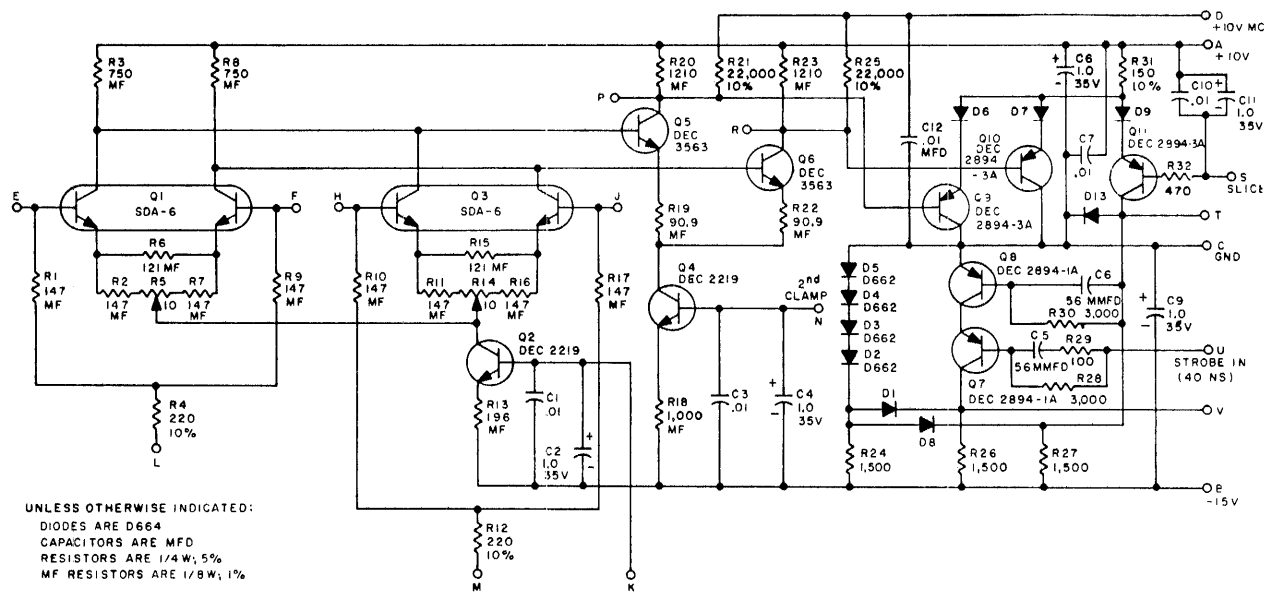 D
+10V MC
A
+10V
R3
750
MF
R8
750
MF
R20
1210
MF
R21
22,000
10%
R23
1210
MF
R25
22,000
10%
C6
1.0
35V
R31
150
10%
C10
.01
C11
1.0
35V
P
R
Q5
DEC
3563
Q6
DEC
3563
C12
.01
MFD
D6
D7
D9
Q10
DEC
2894
-3A
C7
.01
Q11
DEC 2994-3A
R32
470
S
SLICE
E
Q1
SDA-6
F
H
Q3
SDA-6
J
Q9
DEC
2894-3A
D13
T
C
GND
R6
121 MF
R15
121 MF
R19
90.9
MF
R22
90.9
MF
R1
147
MF
R2
147
MF
R5
10
R7
147
MF
R9
147
MF
R10
147
MF
R11
147
MF
R14
10
R16
147
MF
R17
147
MF
Q4
DEC 2219
2nd
CLAMP
N
D5
D662
D4
D662
D3
D662
D2
D662
Q8
DEC 2894-1A
C6
56 MMFD
R30
3,000
C9
1.0
35V
C5
56MMFD
R29
100
R28
3,000
U
STROBE IN
(40 NS)
Q7
DEC 2894-1A
Q2
DEC 2219
R13
196
MF
C1
.01
C2
1.0
35V
R18
1,000
MF
C3
.01
C4
1.0
35V
D1
D8
V
R4
220
10%
L
R24
1,500
R26
1,500
R27
1,500
B
-15V
R12
220
10%
M
K
UNLESS OTHERWISE INDICATED:
DIODES ARE D664
CAPACITORS ARE MFD
RESISTORS ARE 1/4 W; 5%
MF RESISTORS ARE 1/8W; 1%